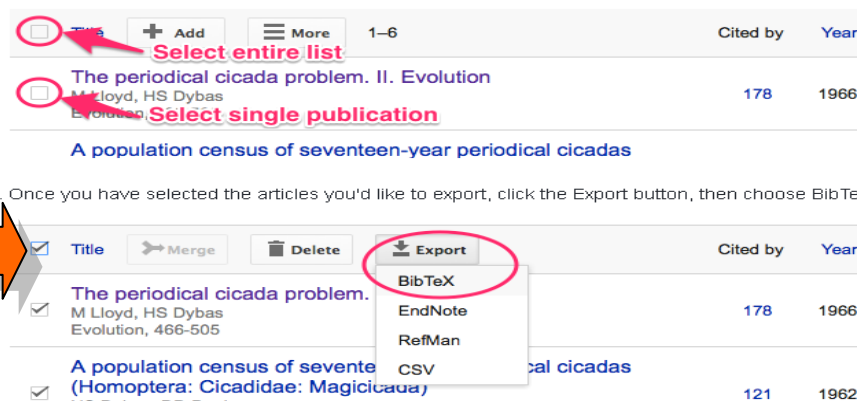 Title Add More 1–6 Cited by Year
Select entire list
The periodical cicada problem. II. Evolution
M Lloyd, HS Dybas 178 1966
Evolution,
Select single publication
A population census of seventeen-year periodical cicadas
. Once you have selected the articles you'd like to export, click the Export button, then choose BibTe
Title Merge Delete Export Cited by Year
BibTeX
The periodical cicada problem.
M Lloyd, HS Dybas EndNote 178 1966
Evolution, 466-505
RefMan
A population census of sevente cal cicadas
CSV
(Homoptera: Cicadidae: Magicicada)
121 1962